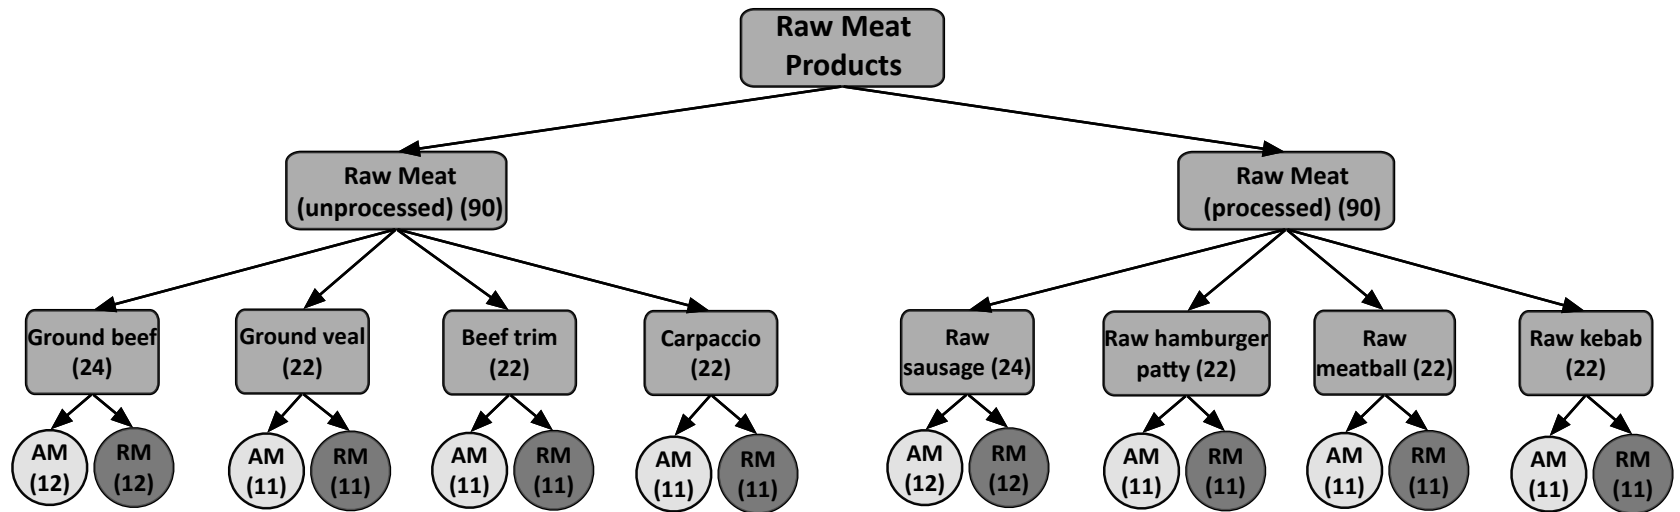 Raw Meat
Products
Raw Meat
(unprocessed) (90)
Raw Meat
(processed) (90)
Ground beef
(24)
Ground veal
(22)
Beef trim
(22)
Carpaccio
(22)
Raw
sausage (24)
Raw hamburger
patty (22)
Raw
meatball (22)
Raw kebab
(22)
AM
(12)
RM
(12)
AM
(11)
RM
(11)
AM
(11)
RM
(11)
AM
(11)
RM
(11)
AM
(12)
RM
(12)
AM
(11)
RM
(11)
AM
(11)
RM
(11)
AM
(11)
RM
(11)